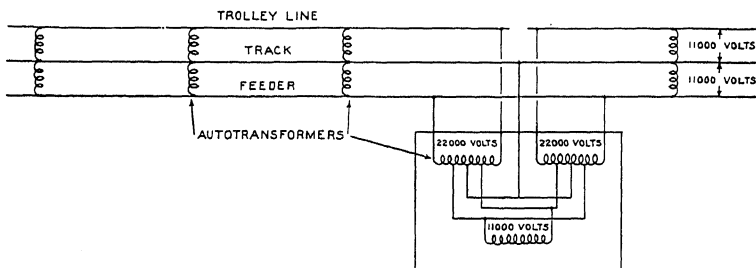 TROLLEY LINE
TRACK
11000 VOLTS
FEEDER
11000 VOLTS
AUTOTRANSFORMERS
22000 VOLTS
22000 VOLTS
11000 VOLTS